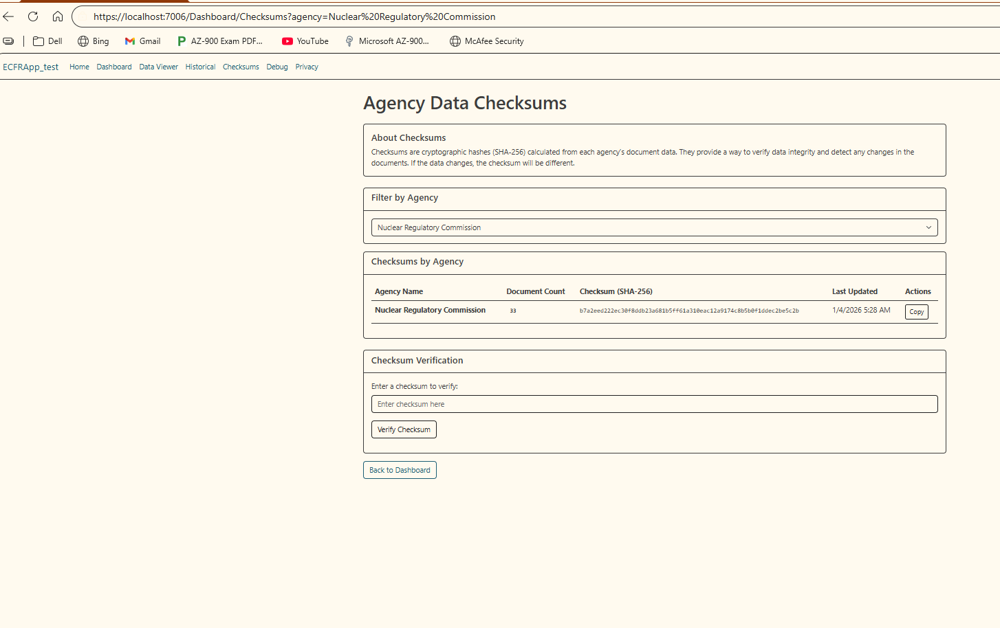 https://localhost:7006/Dashboard/Checksums?agency=Nuclear%20Regulatory%20Commission
Dell Bing Gmail AZ-900 Exam PDF... YouTube Microsoft AZ-900... McAfee Security
ECFRApp_test Home Dashboard Data Viewer Historical Checksums Debug Privacy
Agency Data Checksums
About Checksums
Checksums are cryptographic hashes (SHA-256) calculated from each agency's document data. They provide a way to verify data integrity and detect any changes in the
documents. If the data changes, the checksum will be different.
Filter by Agency
Nuclear Regulatory Commission
Checksums by Agency
Agency Name Document Count Checksum (SHA-256) Last Updated Actions
Nuclear Regulatory Commission 33 b7a2eed222ec30f8ddb23a681b5ff61a310eac12a9174c8b5b0f1ddec2be5c2b 1/4/2026 5:28 AM Copy
Checksum Verification
Enter a checksum to verify:
Enter checksum here
Verify Checksum
Back to Dashboard